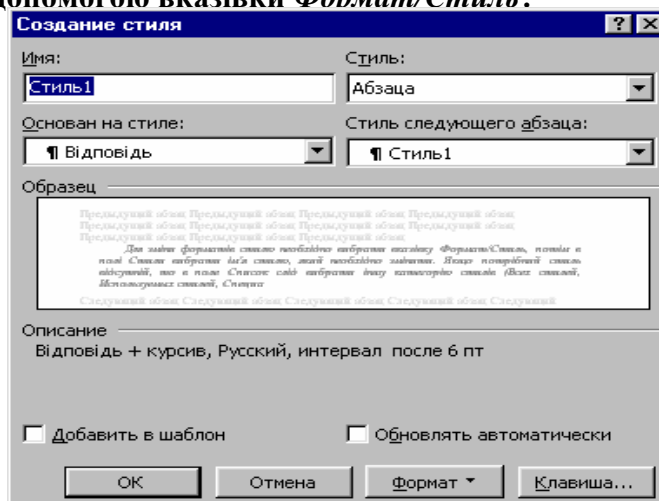 допомогою вказівки Формат/Стиль.
Создание стиля
Имя:
Стиль:
Стиль1
Абзаца
Основан на стиле:
Стиль следующего абзаца:
¶ Відповідь
¶ Стиль1
Образец
Предыдущий абзац Предыдущий абзац Предыдущий абзац Предыдущий абзац
Предыдущий абзац Предыдущий абзац Предыдущий абзац Предыдущий абзац
Предыдущий абзац Предыдущий абзац Предыдущий абзац
Для зміни форматів стилю необхідно вибрати вказівку Формат/Стиль, потім в
полі Стили вибрати ім'я стилю, який необхідно змінити. Якщо потрібний стиль
відсутній, то в полі Список слід вибрати іншу категорію стилів (Всех стилей,
Используемых стилей, Специа
Следующий абзац Следующий абзац Следующий абзац Следующий абзац Следующий
Описание
Відповідь + курсив, Русский, интервал после 6 пт
Добавить в шаблон
Обновлять автоматически
ОК
Отмена
Формат
Клавиша...